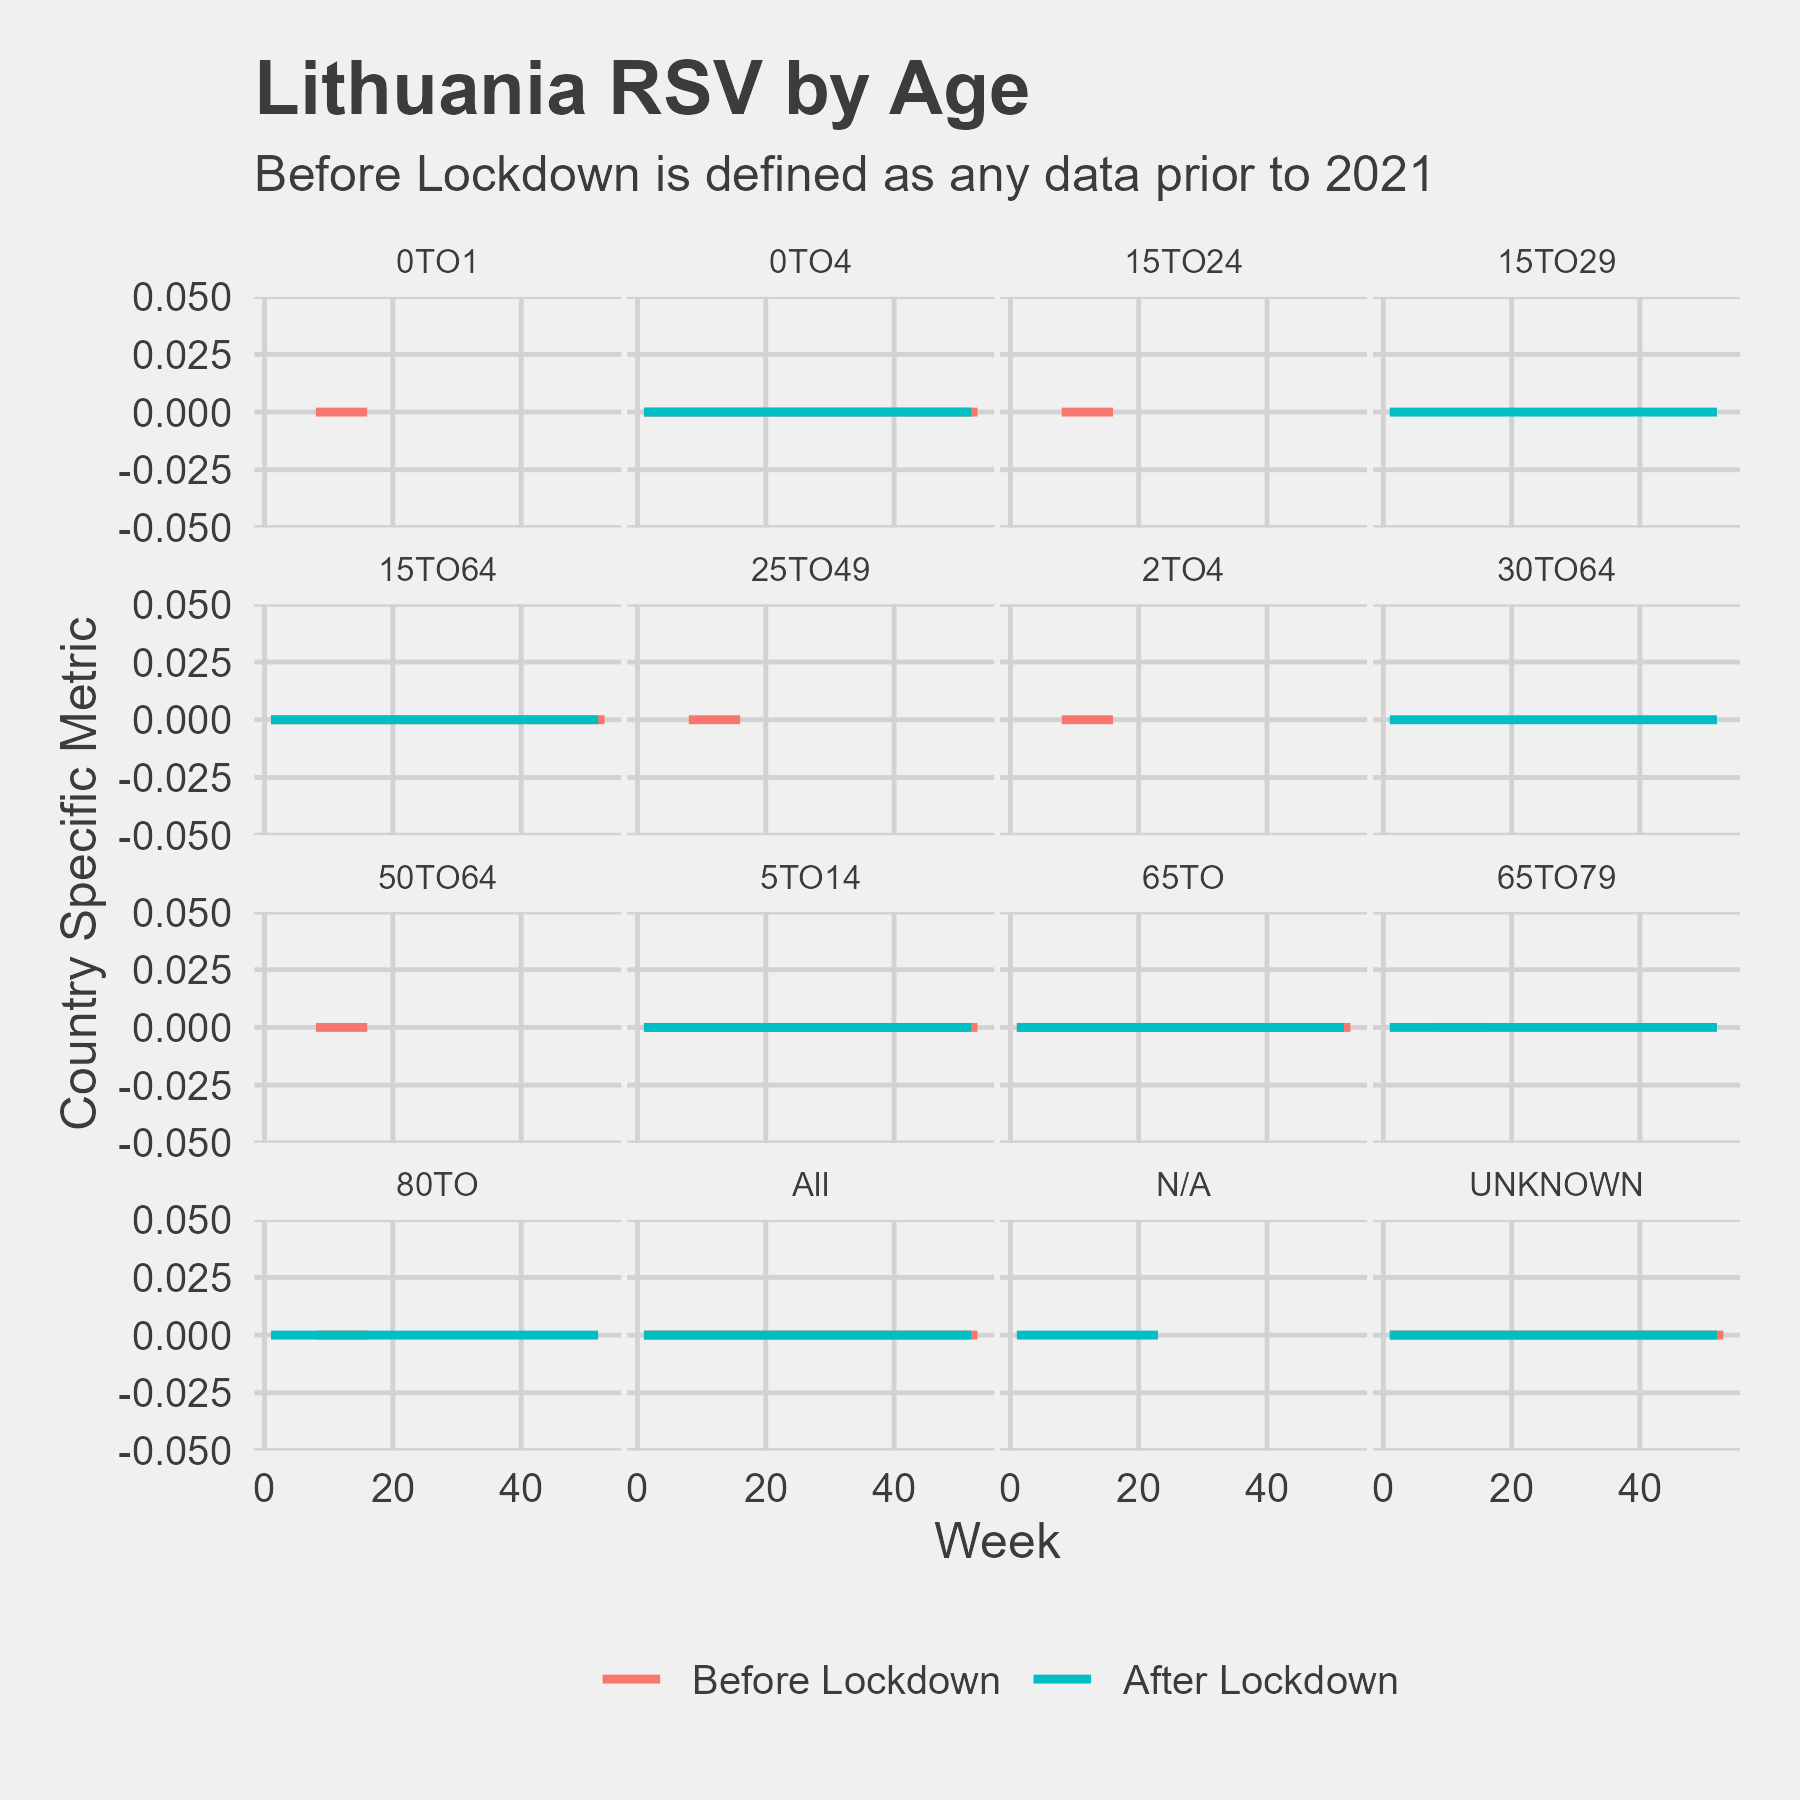 Lithuania RSV by Age
Before Lockdown is defined as any data prior to 2021
0TO1 0TO4 15TO24 15TO29
0.050
0.025
0.000
-0.025
-0.050
15TO64 25TO49 2TO4 30TO64
0.050
0.025
0.000
-0.025
-0.050
50TO64 5TO14 65TO 65TO79
0.050
0.025
0.000
-0.025
-0.050
80TO All N/A UNKNOWN
0.050
0.025
0.000
-0.025
-0.050
Country Specific Metric
0 20 40 0 20 40 0 20 40 0 20 40
Week
Before Lockdown After Lockdown